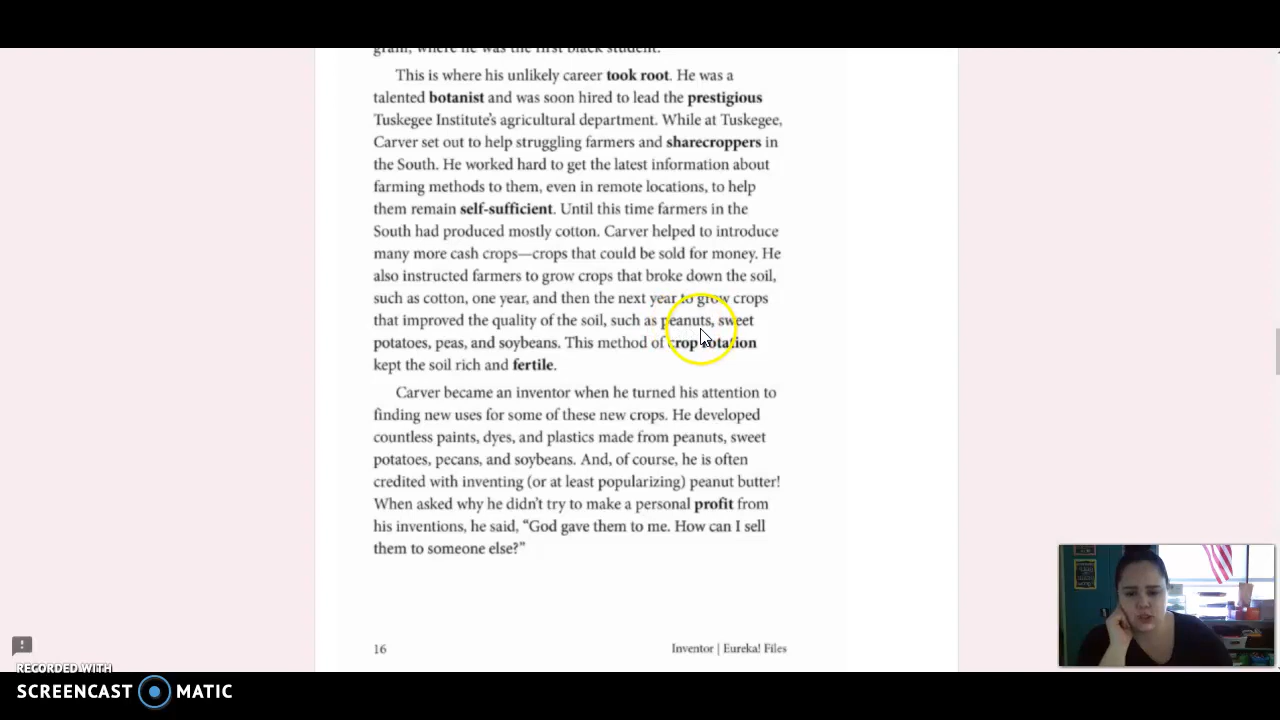 gram, where he was the first black student.
This is where his unlikely career took root. He was a
talented botanist and was soon hired to lead the prestigious
Tuskegee Institute's agricultural department. While at Tuskegee,
Carver set out to help struggling farmers and sharecroppers in
the South. He worked hard to get the latest information about
farming methods to them, even in remote locations, to help
them remain self-sufficient. Until this time farmers in the
South had produced mostly cotton. Carver helped to introduce
many more cash crops—crops that could be sold for money. He
also instructed farmers to grow crops that broke down the soil,
such as cotton, one year, and then the next year to grow crops
that improved the quality of the soil, such as peanuts, sweet
potatoes, peas, and soybeans. This method of crop rotation
kept the soil rich and fertile.
Carver became an inventor when he turned his attention to
finding new uses for some of these new crops. He developed
countless paints, dyes, and plastics made from peanuts, sweet
potatoes, pecans, and soybeans. And, of course, he is often
credited with inventing (or at least popularizing) peanut butter!
When asked why he didn't try to make a personal profit from
his inventions, he said, “God gave them to me. How can I sell
them to someone else?”
16 Inventor | Eureka! Files
RECORDED WITH
SCREENCAST MATIC